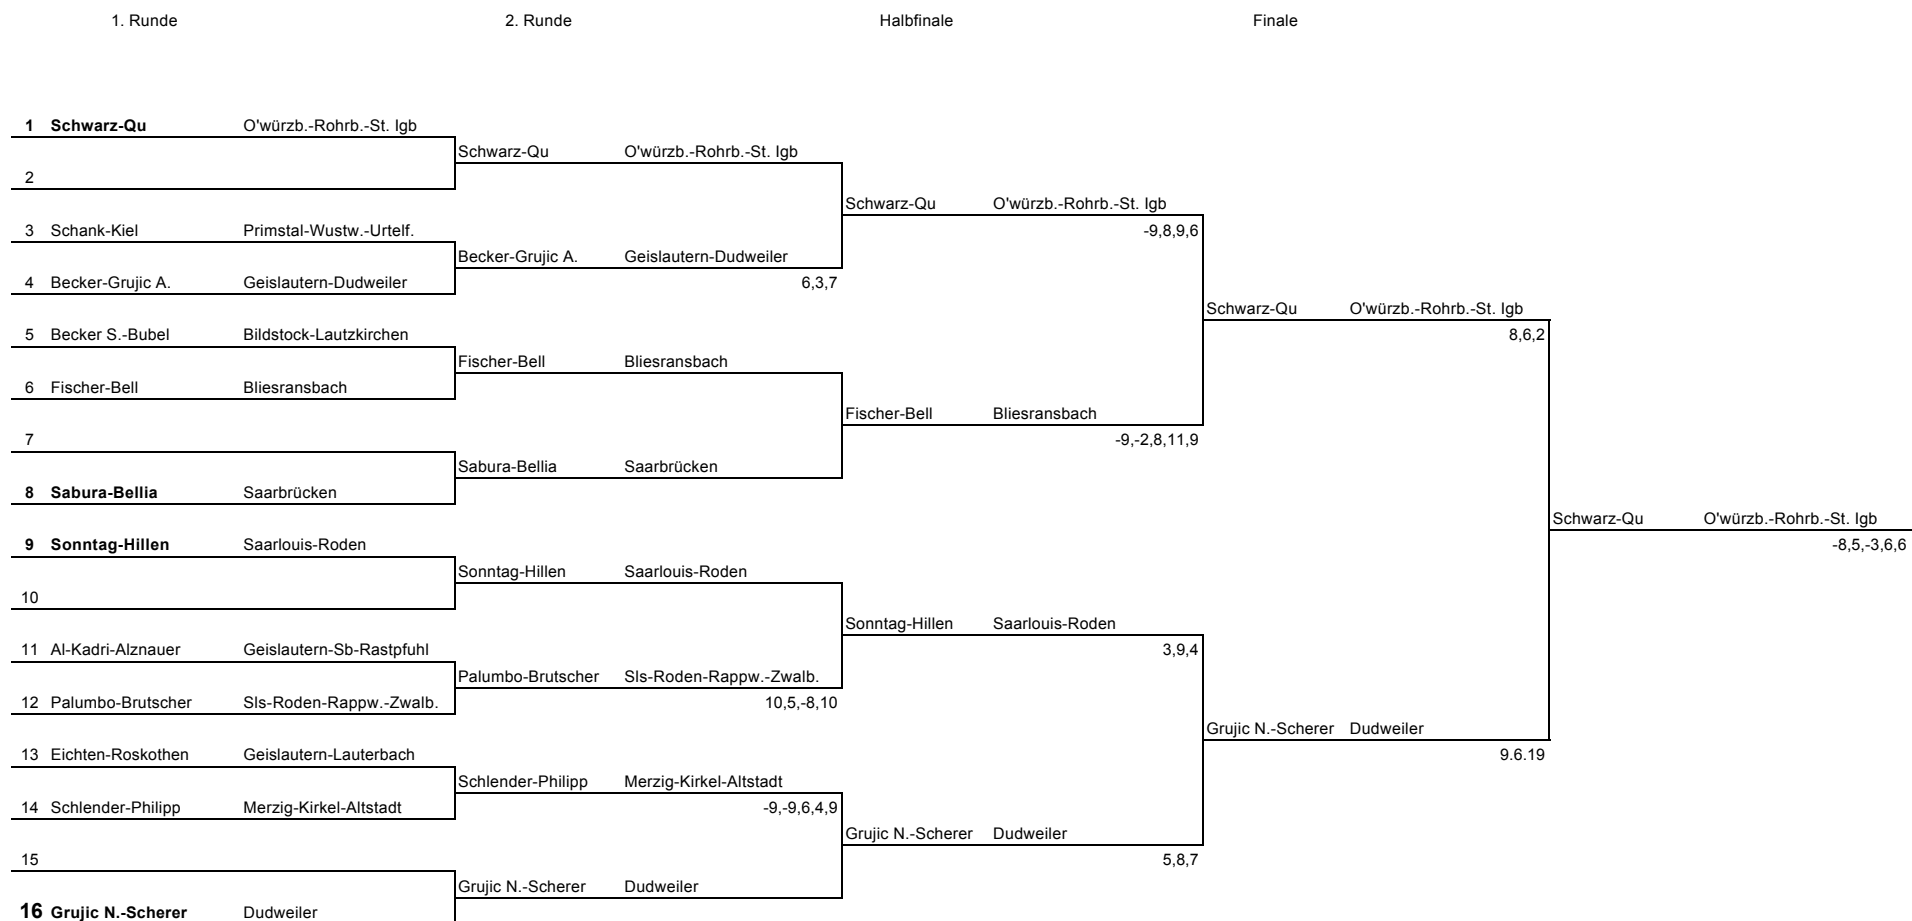 1. Runde 2. Runde Halbfinale Finale
1 Schwarz-Qu O'würzb.-Rohrb.-St. Igb
Schwarz-Qu O'würzb.-Rohrb.-St. Igb
2
Schwarz-Qu O'würzb.-Rohrb.-St. Igb
3 Schank-Kiel Primstal-Wustw.-Urtelf.
-9,8,9,6
Becker-Grujic A. Geislautern-Dudweiler
4 Becker-Grujic A. Geislautern-Dudweiler
6,3,7
Schwarz-Qu O'würzb.-Rohrb.-St. Igb
5 Becker S.-Bubel Bildstock-Lautzkirchen
8,6,2
Fischer-Bell Bliesransbach
6 Fischer-Bell Bliesransbach
Fischer-Bell Bliesransbach
7
-9,-2,8,11,9
Sabura-Bellia Saarbrücken
8 Sabura-Bellia Saarbrücken
Schwarz-Qu O'würzb.-Rohrb.-St. Igb
9 Sonntag-Hillen Saarlouis-Roden
-8,5,-3,6,6
Sonntag-Hillen Saarlouis-Roden
10
Sonntag-Hillen Saarlouis-Roden
11 Al-Kadri-Alznauer Geislautern-Sb-Rastpfuhl
3,9,4
Palumbo-Brutscher Sls-Roden-Rappw.-Zwalb.
12 Palumbo-Brutscher Sls-Roden-Rappw.-Zwalb.
10,5,-8,10
Grujic N.-Scherer Dudweiler
13 Eichten-Roskothen Geislautern-Lauterbach
9.6.19
Schlender-Philipp Merzig-Kirkel-Altstadt
14 Schlender-Philipp Merzig-Kirkel-Altstadt
-9,-9,6,4,9
Grujic N.-Scherer Dudweiler
15
5,8,7
Grujic N.-Scherer Dudweiler
16 Grujic N.-Scherer Dudweiler